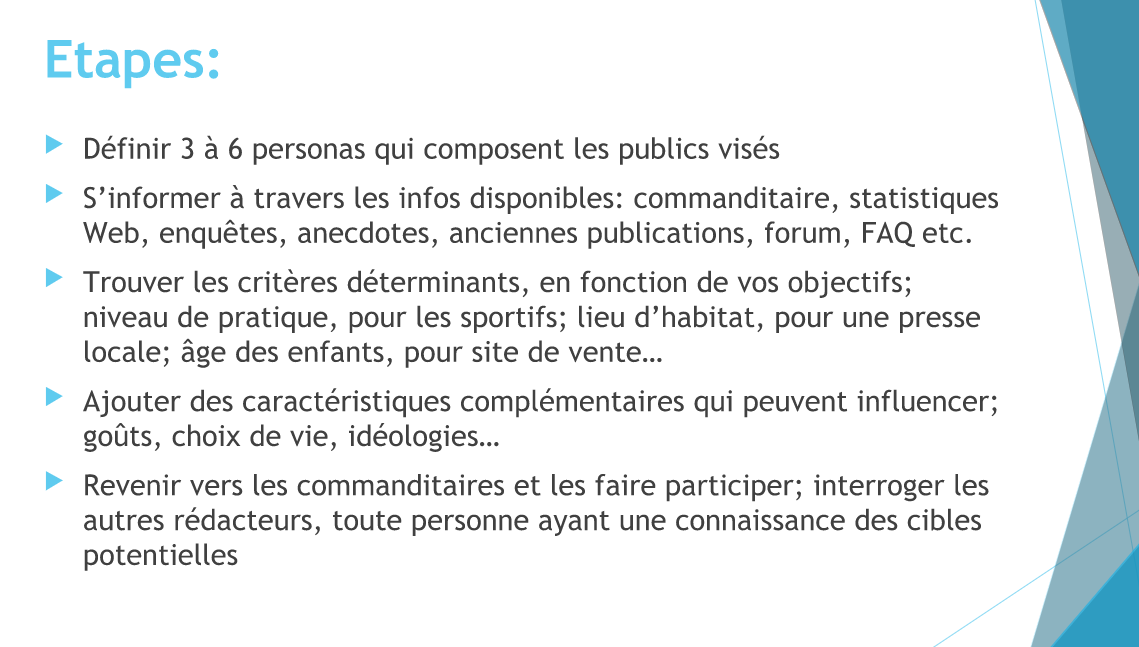 Etapes:
Définir 3 à 6 personas qui composent les publics visés
S’informer à travers les infos disponibles: commanditaire, statistiques
Web, enquêtes, anecdotes, anciennes publications, forum, FAQ etc.
Trouver les critères déterminants, en fonction de vos objectifs;
niveau de pratique, pour les sportifs; lieu d’habitat, pour une presse
locale; âge des enfants, pour site de vente…
Ajouter des caractéristiques complémentaires qui peuvent influencer;
goûts, choix de vie, idéologies…
Revenir vers les commanditaires et les faire participer; interroger les
autres rédacteurs, toute personne ayant une connaissance des cibles
potentielles